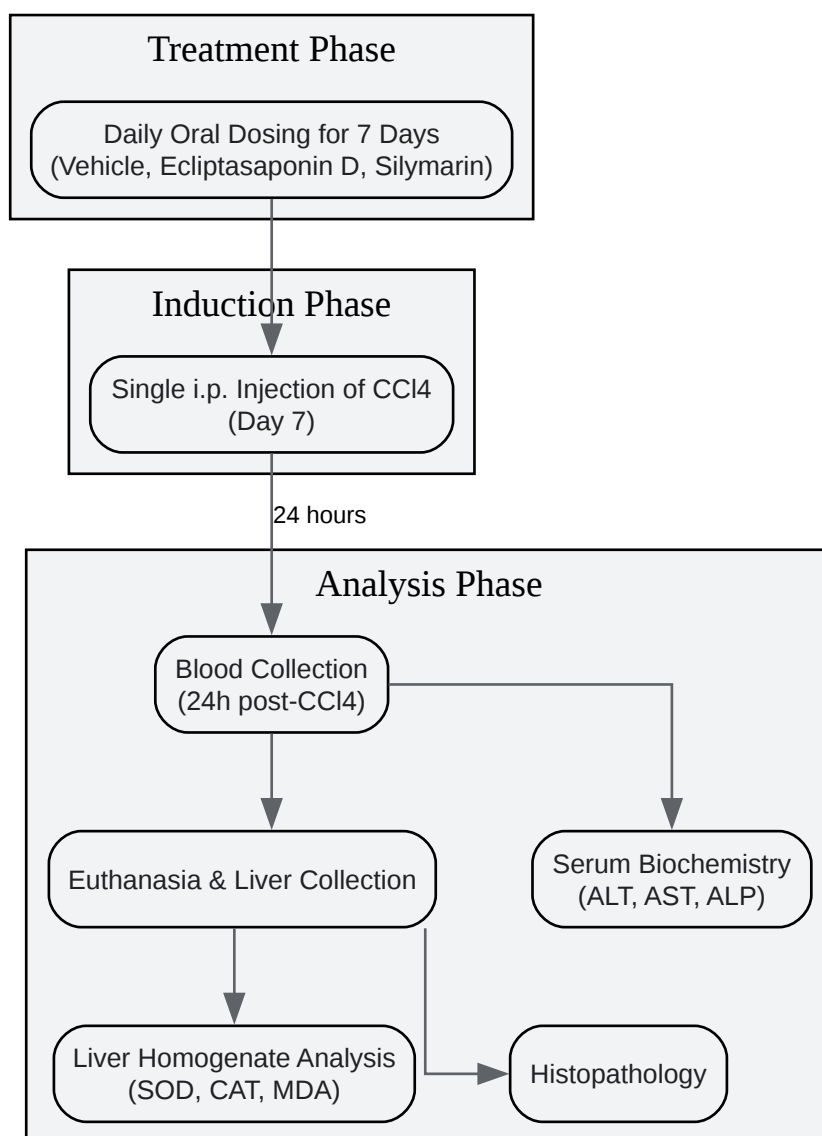 Treatment Phase
Daily Oral Dosing for 7 Days
(Vehicle, Ecliptasaponin D, Silymarin)
Induction Phase
Single i.p. Injection of CCl4
(Day 7)
24 hours
Analysis Phase
Blood Collection
(24h post-CCl4)
Euthanasia & Liver Collection
Serum Biochemistry
(ALT, AST, ALP)
Liver Homogenate Analysis
(SOD, CAT, MDA)
Histopathology